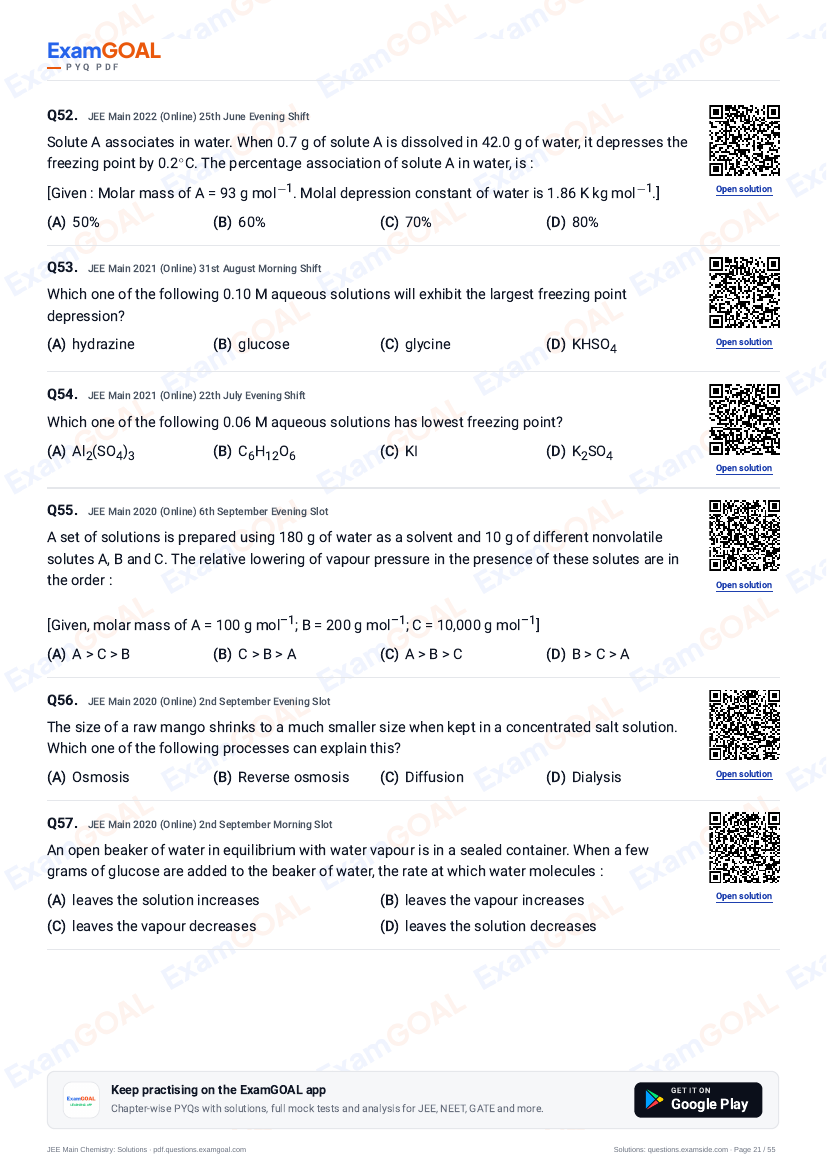 ExamGOAL
PYQ PDF
Q52. JEE Main 2022 (Online) 25th June Evening Shift
Solute A associates in water. When 0.7 g of solute A is dissolved in 42.0 g of water, it depresses the
freezing point by 0.2°C. The percentage association of solute A in water, is :
[Given : Molar mass of A = 93 g mol⁻¹. Molal depression constant of water is 1.86 K kg mol⁻¹.]
(A) 50% (B) 60% (C) 70% (D) 80%
Open solution
Q53. JEE Main 2021 (Online) 31st August Morning Shift
Which one of the following 0.10 M aqueous solutions will exhibit the largest freezing point
depression?
(A) hydrazine (B) glucose (C) glycine (D) KHSO₄
Open solution
Q54. JEE Main 2021 (Online) 22th July Evening Shift
Which one of the following 0.06 M aqueous solutions has lowest freezing point?
(A) Al₂(SO₄)₃ (B) C₆H₁₂O₆ (C) KI (D) K₂SO₄
Open solution
Q55. JEE Main 2020 (Online) 6th September Evening Slot
A set of solutions is prepared using 180 g of water as a solvent and 10 g of different nonvolatile
solutes A, B and C. The relative lowering of vapour pressure in the presence of these solutes are in
the order :
[Given, molar mass of A = 100 g mol⁻¹; B = 200 g mol⁻¹; C = 10,000 g mol⁻¹]
(A) A > C > B (B) C > B > A (C) A > B > C (D) B > C > A
Open solution
Q56. JEE Main 2020 (Online) 2nd September Evening Slot
The size of a raw mango shrinks to a much smaller size when kept in a concentrated salt solution.
Which one of the following processes can explain this?
(A) Osmosis (B) Reverse osmosis (C) Diffusion (D) Dialysis
Open solution
Q57. JEE Main 2020 (Online) 2nd September Morning Slot
An open beaker of water in equilibrium with water vapour is in a sealed container. When a few
grams of glucose are added to the beaker of water, the rate at which water molecules :
(A) leaves the solution increases (B) leaves the vapour increases
(C) leaves the vapour decreases (D) leaves the solution decreases
Open solution
Keep practising on the ExamGOAL app
Chapter-wise PYQs with solutions, full mock tests and analysis for JEE, NEET, GATE and more.
GET IT ON
Google Play
JEE Main Chemistry: Solutions · pdf.questions.examgoal.com Solutions: questions.examside.com · Page 21 / 55